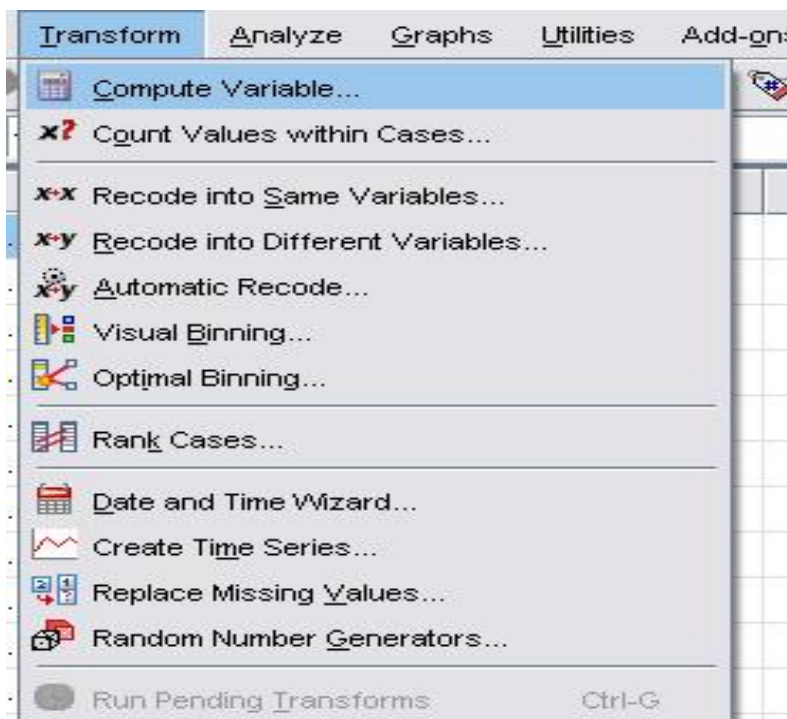 Transform Analyze Graphs Utilities Add-ons
Compute Variable...
Count Values within Cases...
Recode into Same Variables...
Recode into Different Variables...
Automatic Recode...
Visual Binning...
Optimal Binning...
Rank Cases...
Date and Time Wizard...
Create Time Series...
Replace Missing Values...
Random Number Generators...
Run Pending Transforms Ctrl-G